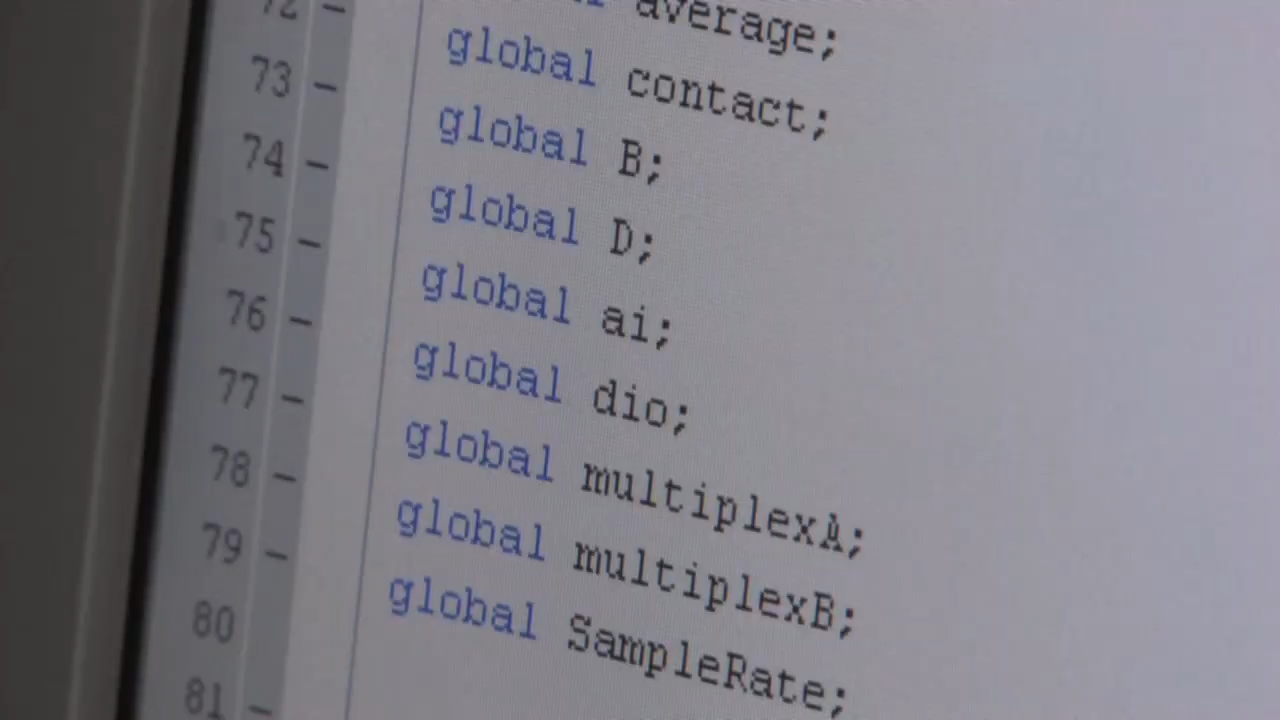 average;
72 – global contact;
73 – global B;
74 – global D;
75 – global ai;
76 – global dio;
77 – global multiplexA;
78 – global multiplexB;
79 – global SampleRate;
80
81 –